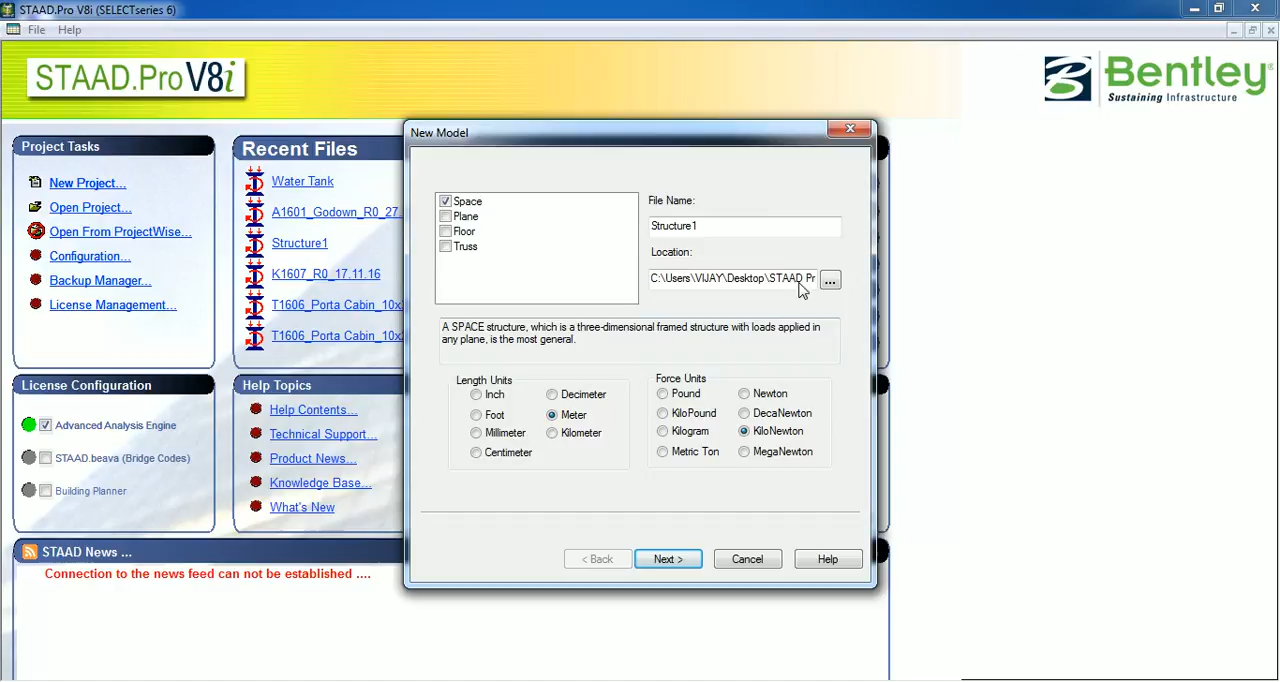 STAAD.Pro V8i (SELECTseries 6)
File Help
STAAD.Pro V8i
Bentley
Sustaining Infrastructure
Project Tasks
New Project...
Open Project...
Open From ProjectWise...
Configuration...
Backup Manager...
License Management...
Recent Files
Water Tank
A1601_Godown_R0_27
Structure1
K1607_R0_17.11.16
T1606_Porta Cabin_10x
T1606_Porta Cabin_10x
License Configuration
Advanced Analysis Engine
STAAD.beava (Bridge Codes)
Building Planner
Help Topics
Help Contents...
Technical Support...
Product News...
Knowledge Base...
What's New
STAAD News ...
Connection to the news feed can not be established ....
New Model
Space
Plane
Floor
Truss
File Name:
Structure1
Location:
C:\Users\VIJAY\Desktop\STAAD Pr
...
A SPACE structure, which is a three-dimensional framed structure with loads applied in
any plane, is the most general.
Length Units
Inch Decimeter
Foot Meter
Millimeter Kilometer
Centimeter
Force Units
Pound Newton
KiloPound DecaNewton
Kilogram KiloNewton
Metric Ton MegaNewton
< Back Next > Cancel Help